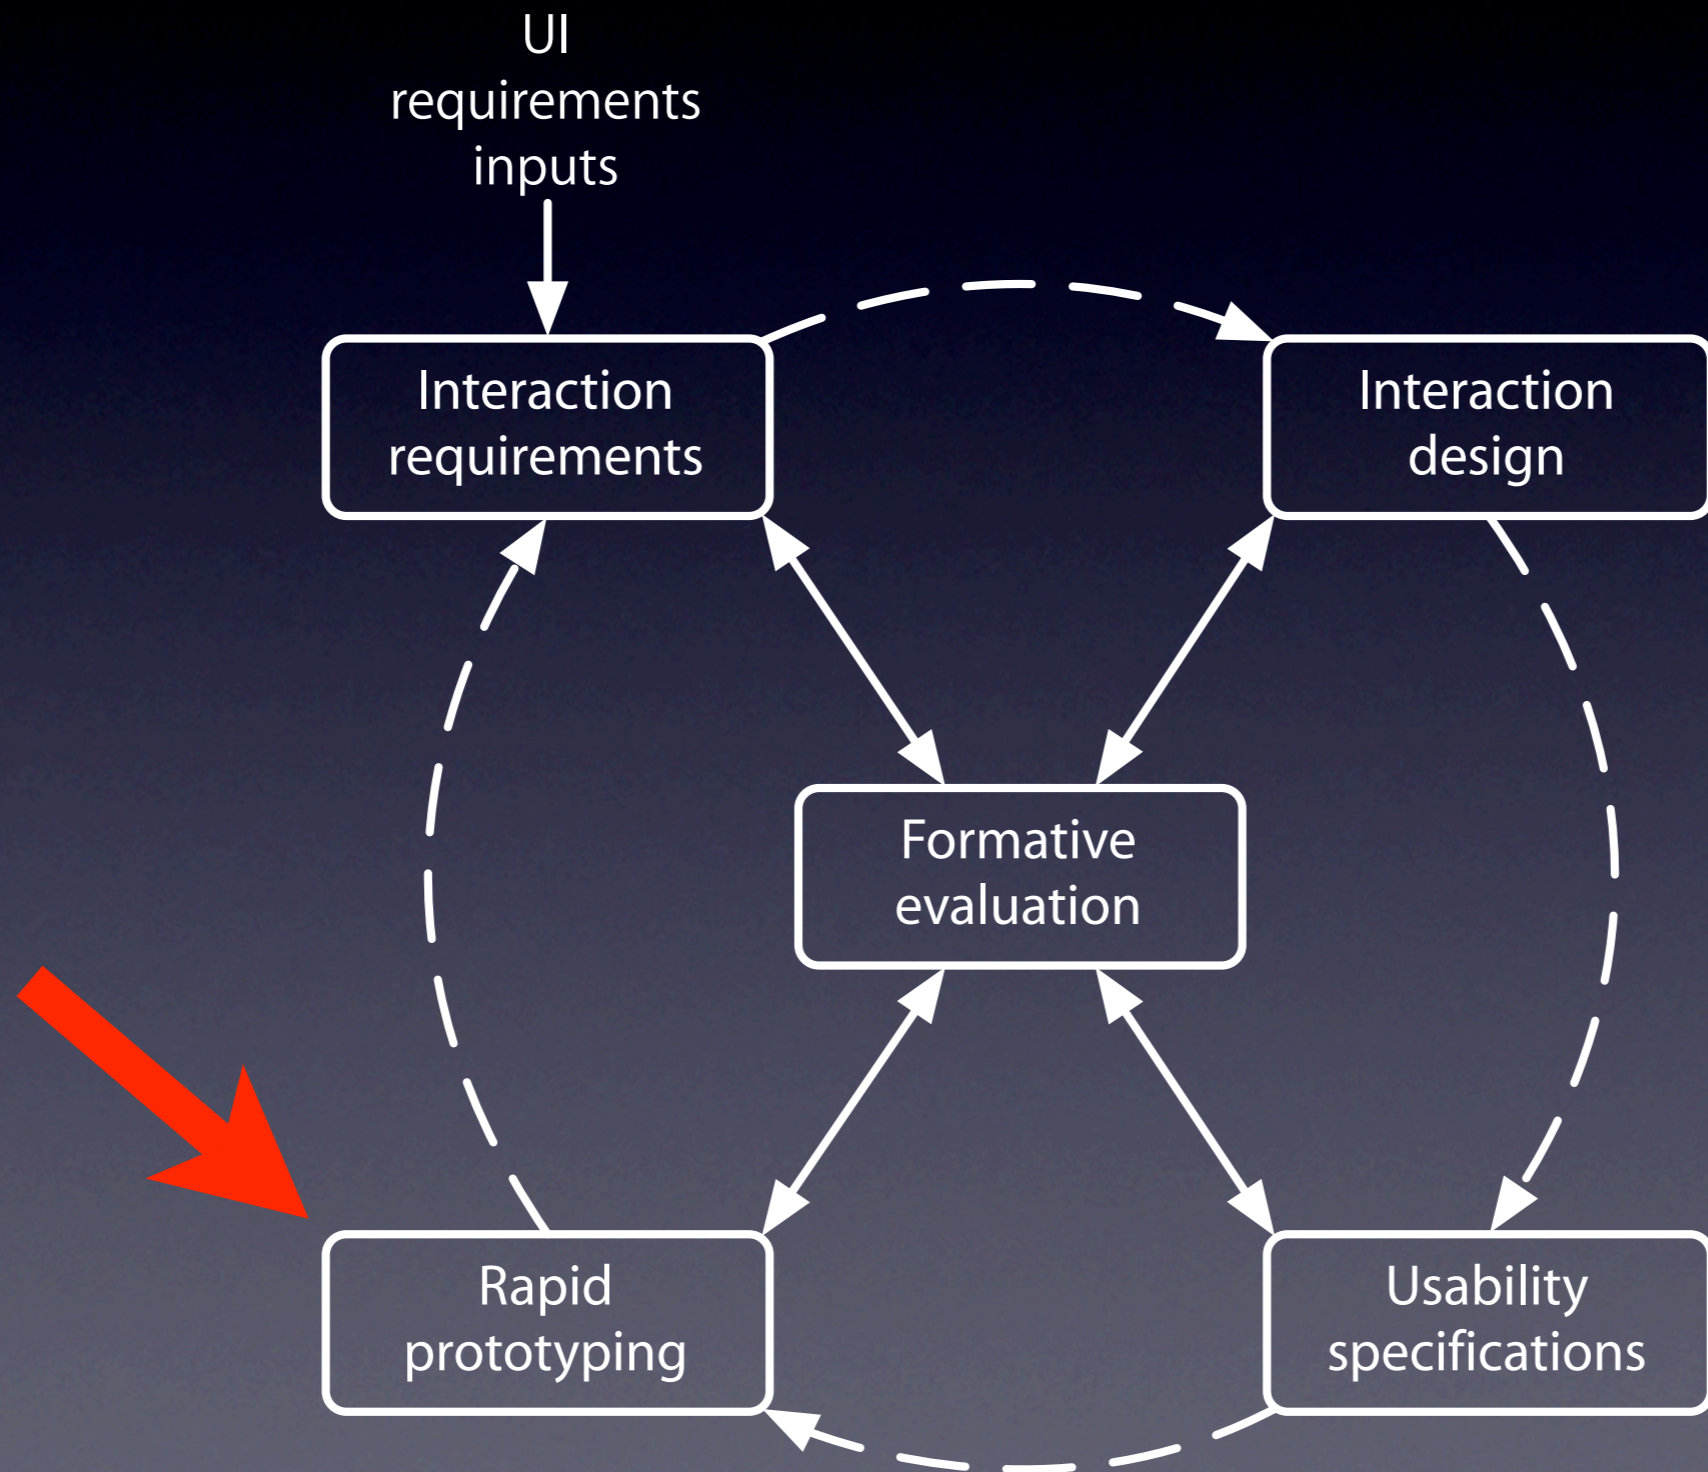 UI
requirements
inputs
Interaction
requirements
Interaction
design
Formative
evaluation
Rapid
prototyping
Usability
specifications